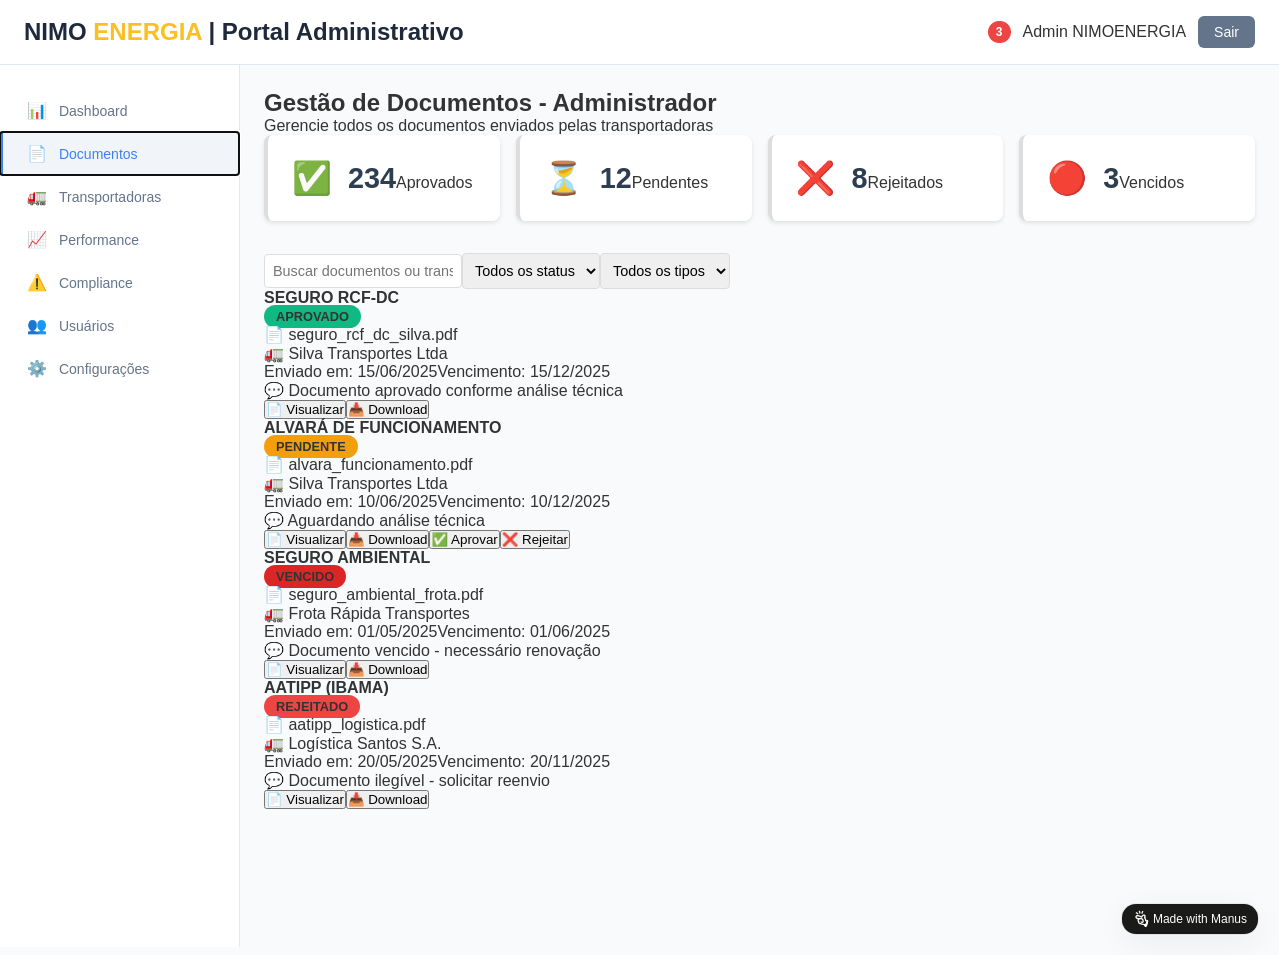 NIMO ENERGIA | Portal Administrativo
3 Admin NIMOENERGIA Sair
Dashboard
Documentos
Transportadoras
Performance
Compliance
Usuários
Configurações
Gestão de Documentos - Administrador
Gerencie todos os documentos enviados pelas transportadoras
234Aprovados
12Pendentes
8Rejeitados
3Vencidos
Buscar documentos ou trans Todos os status Todos os tipos
SEGURO RCF-DC
APROVADO
seguro_rcf_dc_silva.pdf
Silva Transportes Ltda
Enviado em: 15/06/2025Vencimento: 15/12/2025
Documento aprovado conforme análise técnica
Visualizar Download
ALVARÁ DE FUNCIONAMENTO
PENDENTE
alvara_funcionamento.pdf
Silva Transportes Ltda
Enviado em: 10/06/2025Vencimento: 10/12/2025
Aguardando análise técnica
Visualizar Download Aprovar Rejeitar
SEGURO AMBIENTAL
VENCIDO
seguro_ambiental_frota.pdf
Frota Rápida Transportes
Enviado em: 01/05/2025Vencimento: 01/06/2025
Documento vencido - necessário renovação
Visualizar Download
AATIPP (IBAMA)
REJEITADO
aatipp_logistica.pdf
Logística Santos S.A.
Enviado em: 20/05/2025Vencimento: 20/11/2025
Documento ilegível - solicitar reenvio
Visualizar Download
Made with Manus